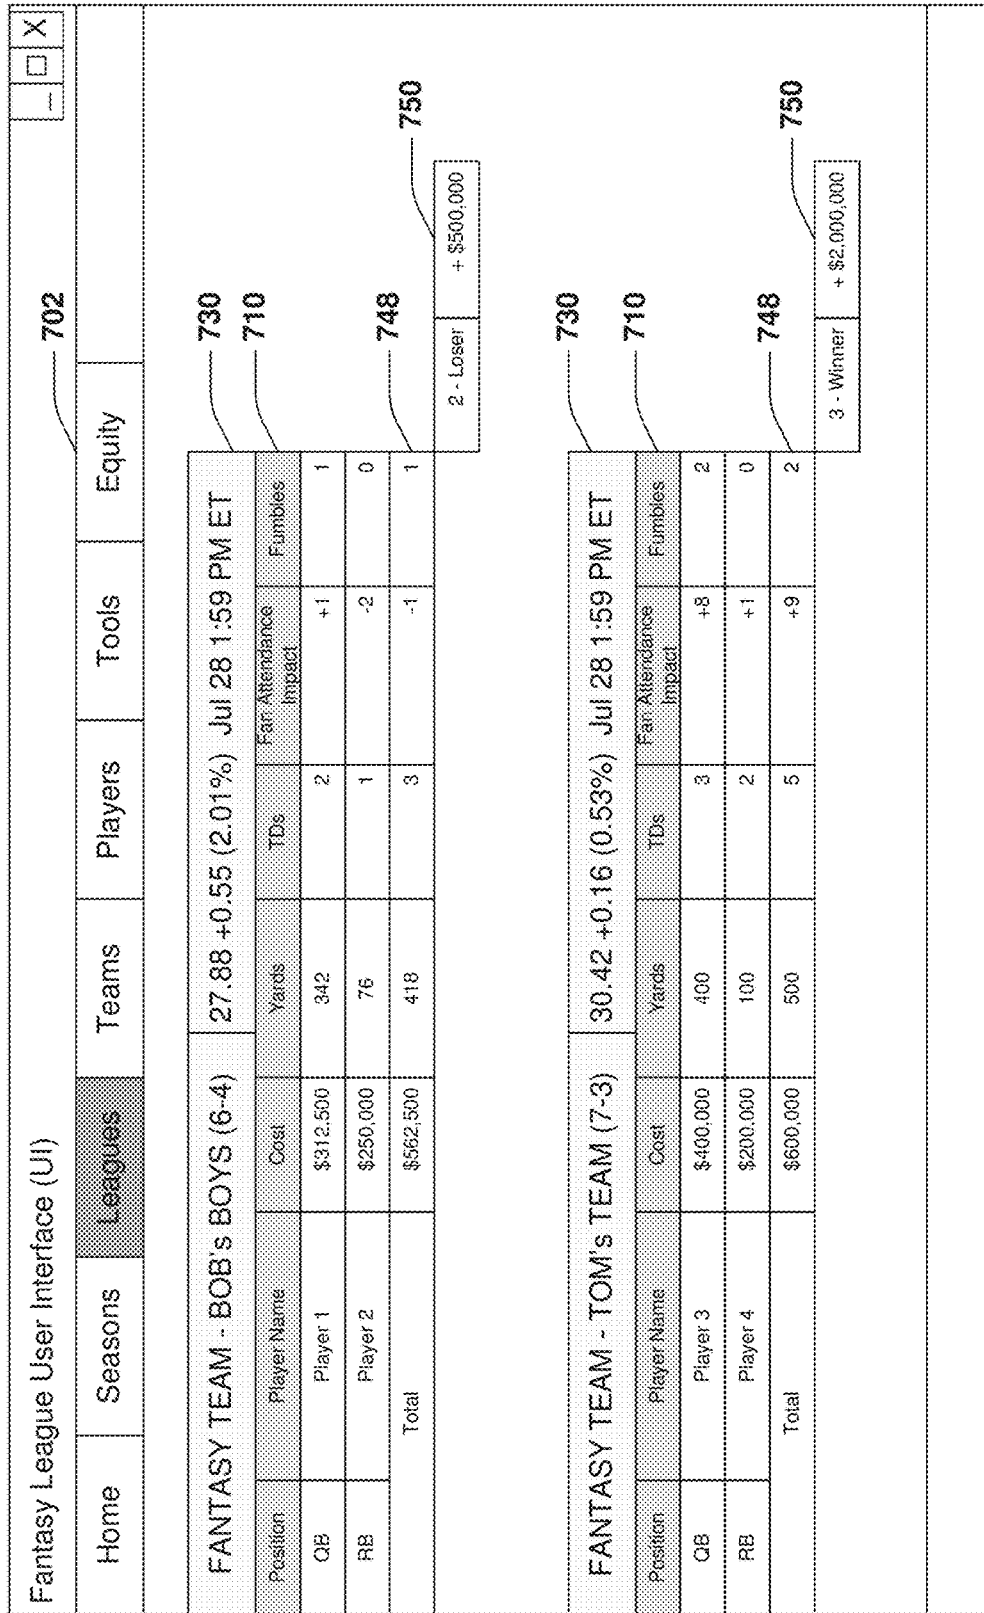 Fantasy League User Interface (UI)
_ □ X
702
Home Seasons Leagues Teams Players Tools Equity
730
FANTASY TEAM - BOB's BOYS (6-4) 27.88 +0.55 (2.01%) Jul 28 1:59 PM ET
710
Position Player Name Cost Yards TDs Fan Attendance Impact Fumbles
QB Player 1 $312,500 342 2 +1 1
RB Player 2 $250,000 76 1 -2 0
748
Total $562,500 418 3 -1 1
750
2 - Loser + $500,000
730
FANTASY TEAM - TOM's TEAM (7-3) 30.42 +0.16 (0.53%) Jul 28 1:59 PM ET
710
Position Player Name Cost Yards TDs Fan Attendance Impact Fumbles
QB Player 3 $400,000 400 3 +8 2
RB Player 4 $200,000 100 2 +1 0
748
Total $600,000 500 5 +9 2
750
3 - Winner + $2,000,000